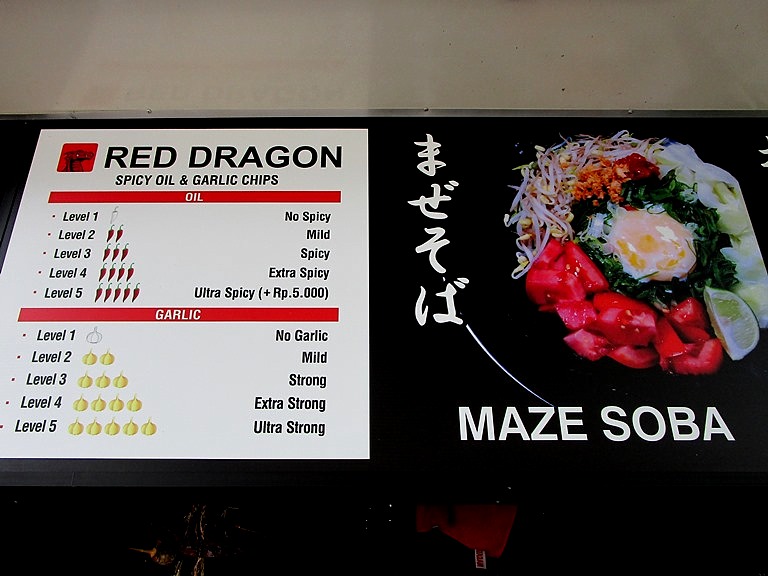 RED DRAGON
SPICY OIL & GARLIC CHIPS
OIL
Level 1 No Spicy
Level 2 Mild
Level 3 Spicy
Level 4 Extra Spicy
Level 5 Ultra Spicy (+Rp.5.000)
GARLIC
Level 1 No Garlic
Level 2 Mild
Level 3 Strong
Level 4 Extra Strong
Level 5 Ultra Strong
まぜそば
MAZE SOBA